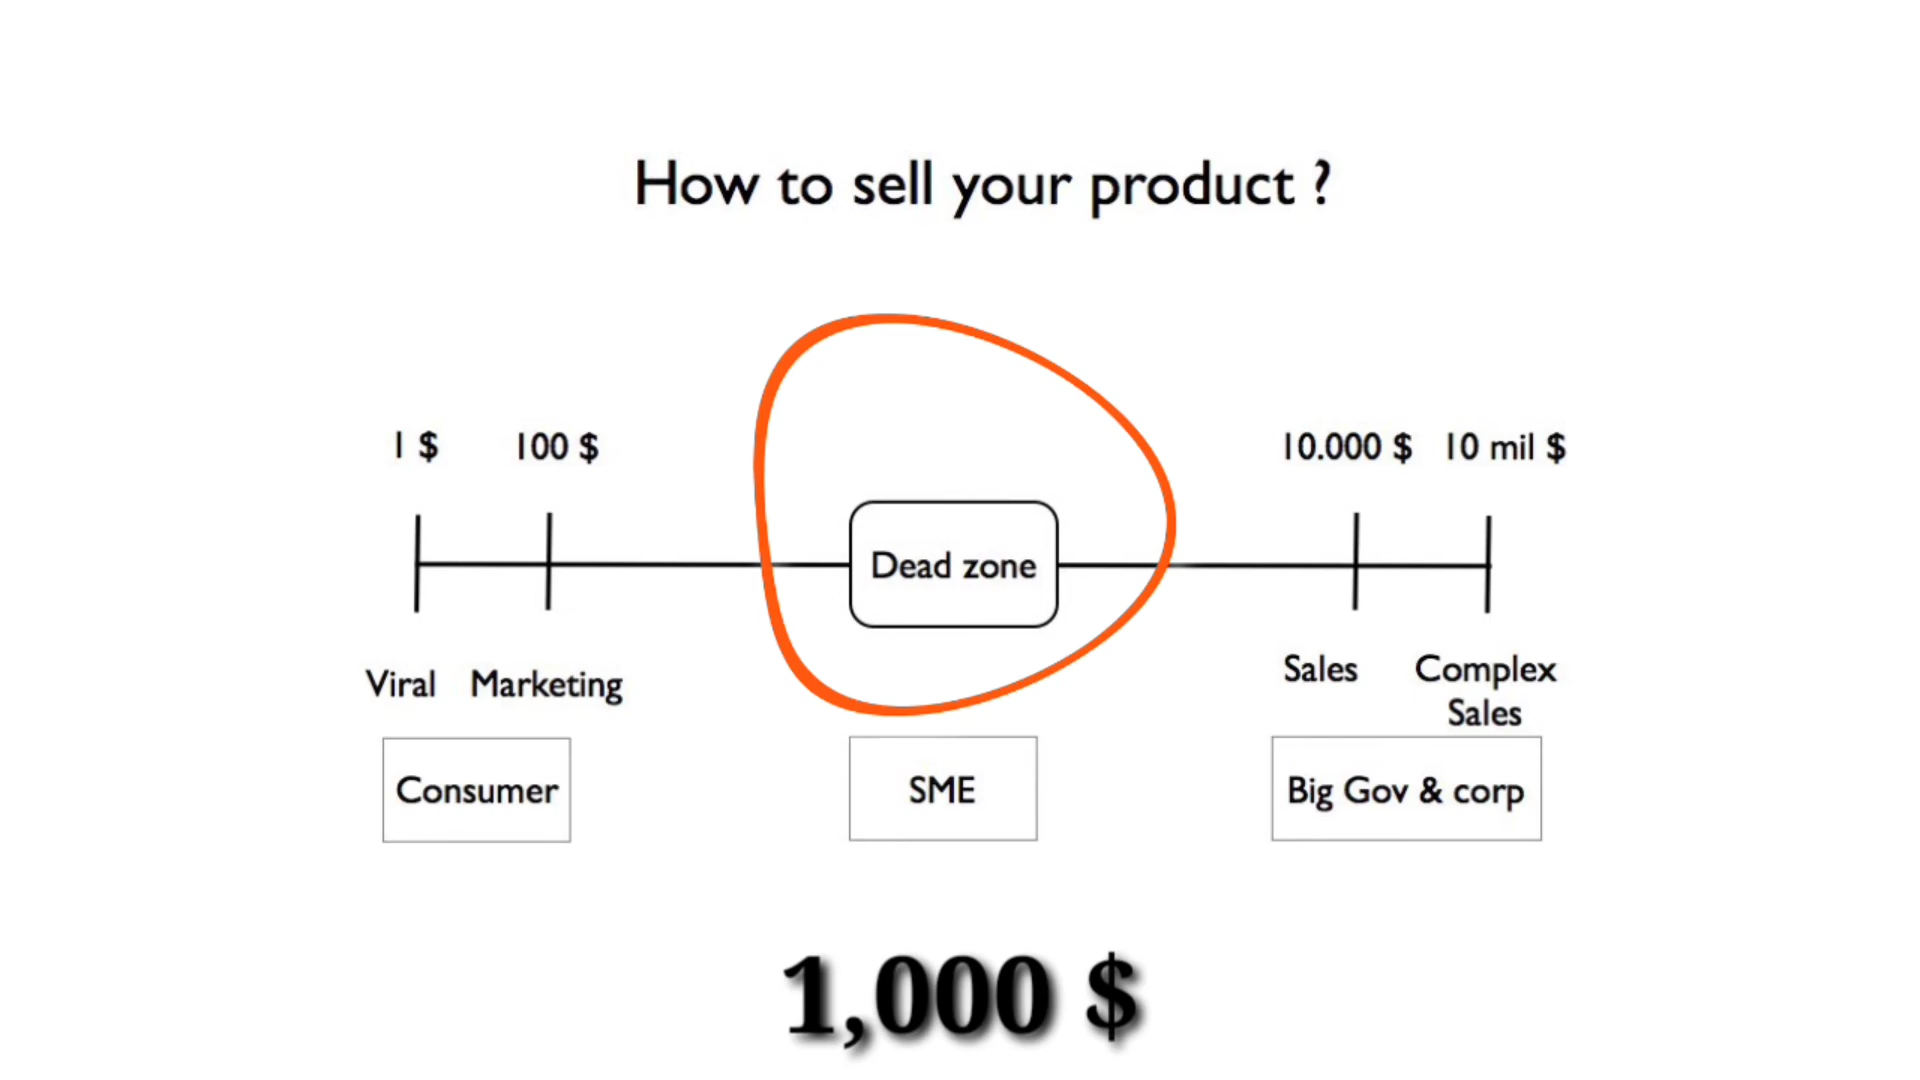 How to sell your product ?
1 $
100 $
10.000 $
10 mil $
Dead zone
Viral
Marketing
Sales
Complex
Sales
Consumer
SME
Big Gov & corp
1,000 $